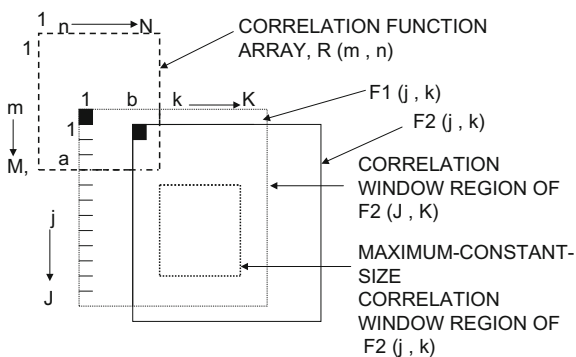 1 n N
1
m
M,
CORRELATION FUNCTION
ARRAY, R (m , n)
1 b k K
1
a
j
J
F1 (j , k)
F2 (j , k)
CORRELATION
WINDOW REGION OF
F2 (J , K)
MAXIMUM-CONSTANT-
SIZE
CORRELATION
WINDOW REGION OF
F2 (j , k)